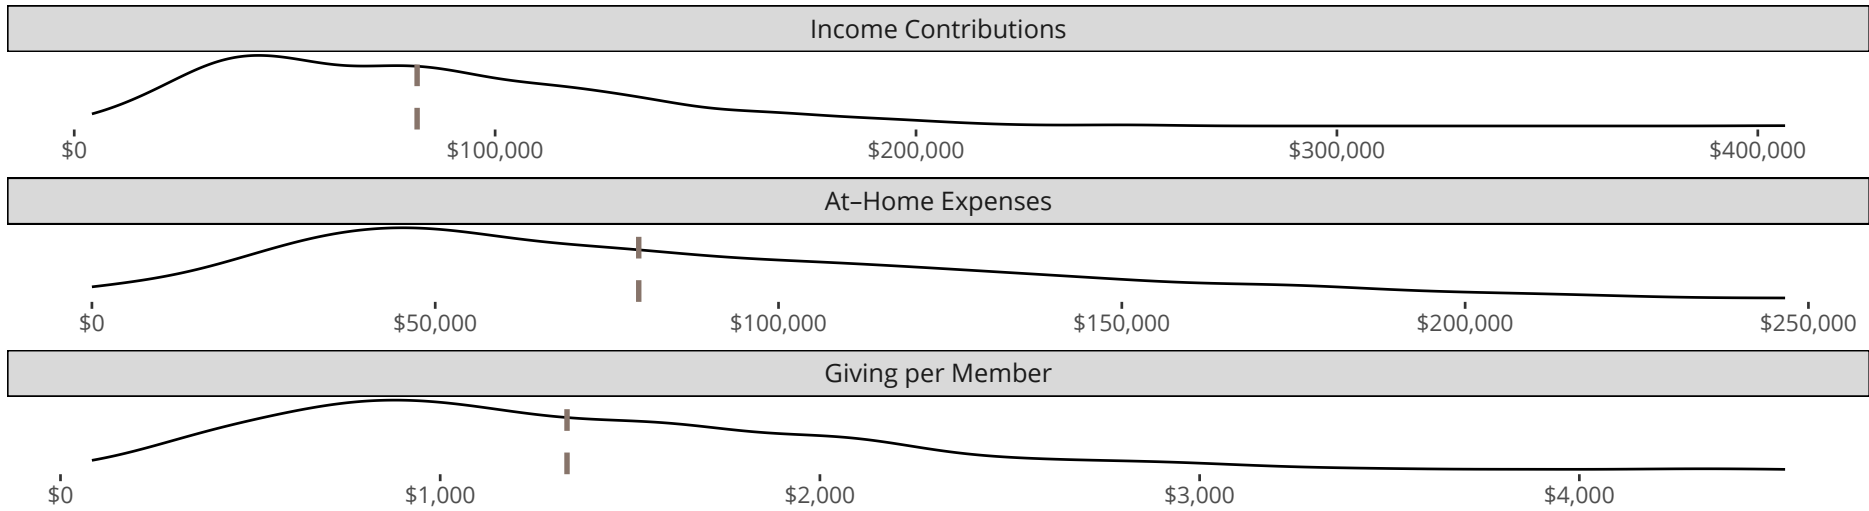 Income Contributions
$0 $100,000 $200,000 $300,000 $400,000
At–Home Expenses
$0 $50,000 $100,000 $150,000 $200,000 $250,000
Giving per Member
$0 $1,000 $2,000 $3,000 $4,000